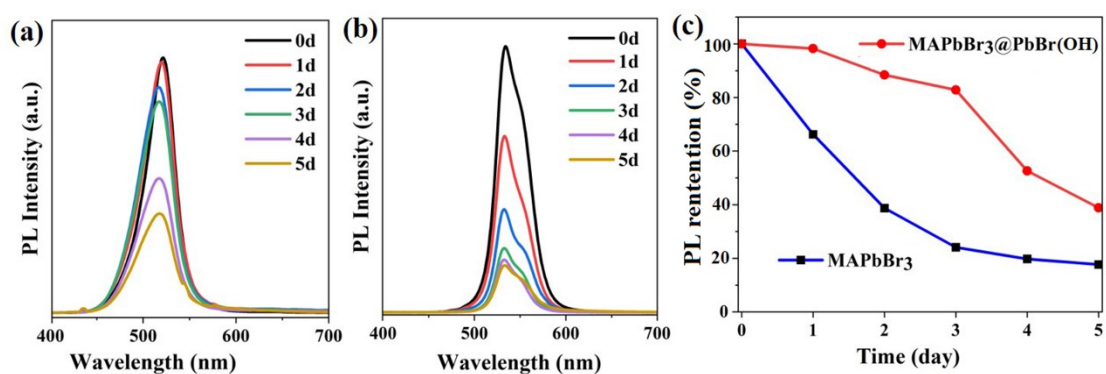 (a)
PL Intensity (a.u.)
0d
1d
2d
3d
4d
5d
400 500 600 700
Wavelength (nm)
(b)
PL Intensity (a.u.)
0d
1d
2d
3d
4d
5d
400 500 600 700
Wavelength (nm)
(c)
PL rentention (%)
100
80
60
40
20
0
MAPbBr3@PbBr(OH)
MAPbBr3
0 1 2 3 4 5
Time (day)